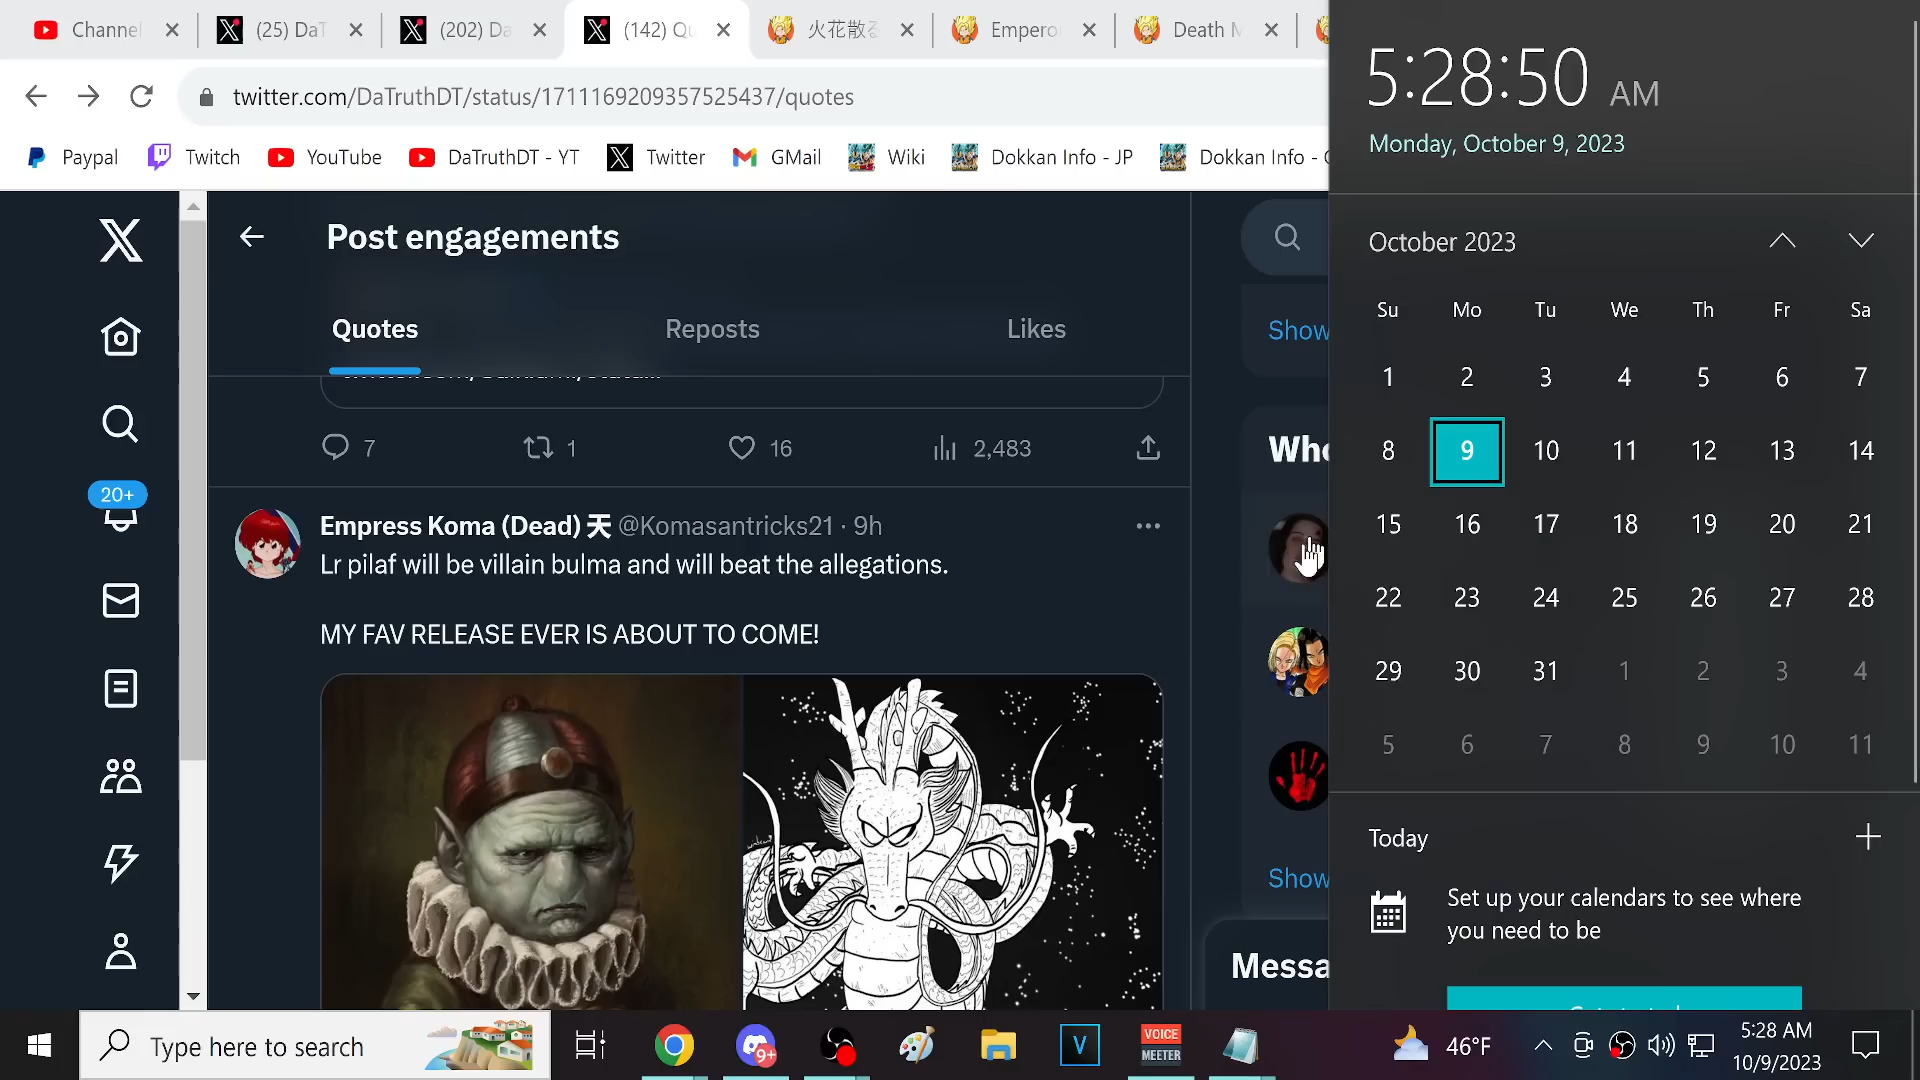 Channel
(25) DaT
(202) Da
(142) Qu
火花散る
Empero
Death M
twitter.com/DaTruthDT/status/1711169209357525437/quotes
Paypal
Twitch
YouTube
DaTruthDT - YT
Twitter
GMail
Wiki
Dokkan Info - JP
Dokkan Info -
Post engagements
Quotes
Reposts
Likes
7
1
16
2,483
20+
Empress Koma (Dead) 天 @Komasantricks21 · 9h
Lr pilaf will be villain bulma and will beat the allegations.
MY FAV RELEASE EVER IS ABOUT TO COME!
Show
Who
Show
Messa
5:28:50 AM
Monday, October 9, 2023
October 2023
Su Mo Tu We Th Fr Sa
1 2 3 4 5 6 7
8 9 10 11 12 13 14
15 16 17 18 19 20 21
22 23 24 25 26 27 28
29 30 31 1 2 3 4
5 6 7 8 9 10 11
Today
Set up your calendars to see where
you need to be
Type here to search
9+
V
VOICE
MEETER
46°F
5:28 AM
10/9/2023